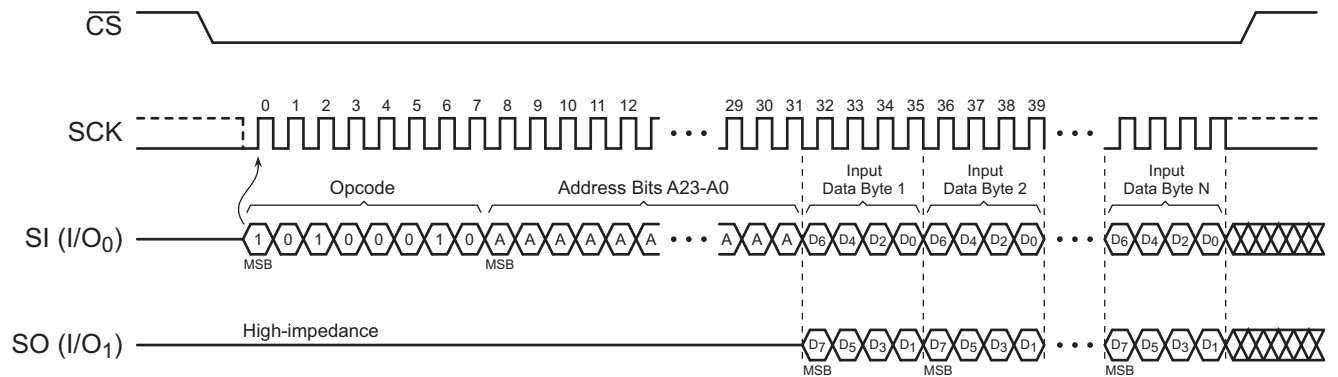 CS
0 1 2 3 4 5 6 7 8 9 10 11 12 29 30 31 32 33 34 35 36 37 38 39
SCK
Opcode Address Bits A23-A0 Input Data Byte 1 Input Data Byte 2 Input Data Byte N
SI (I/O0) 1 0 1 0 0 0 1 0 A A A A A A A A A D6 D4 D2 D0 D6 D4 D2 D0 D6 D4 D2 D0
MSB MSB
High-impedance
SO (I/O1) D7 D5 D3 D1 D7 D5 D3 D1 D7 D5 D3 D1
MSB MSB MSB